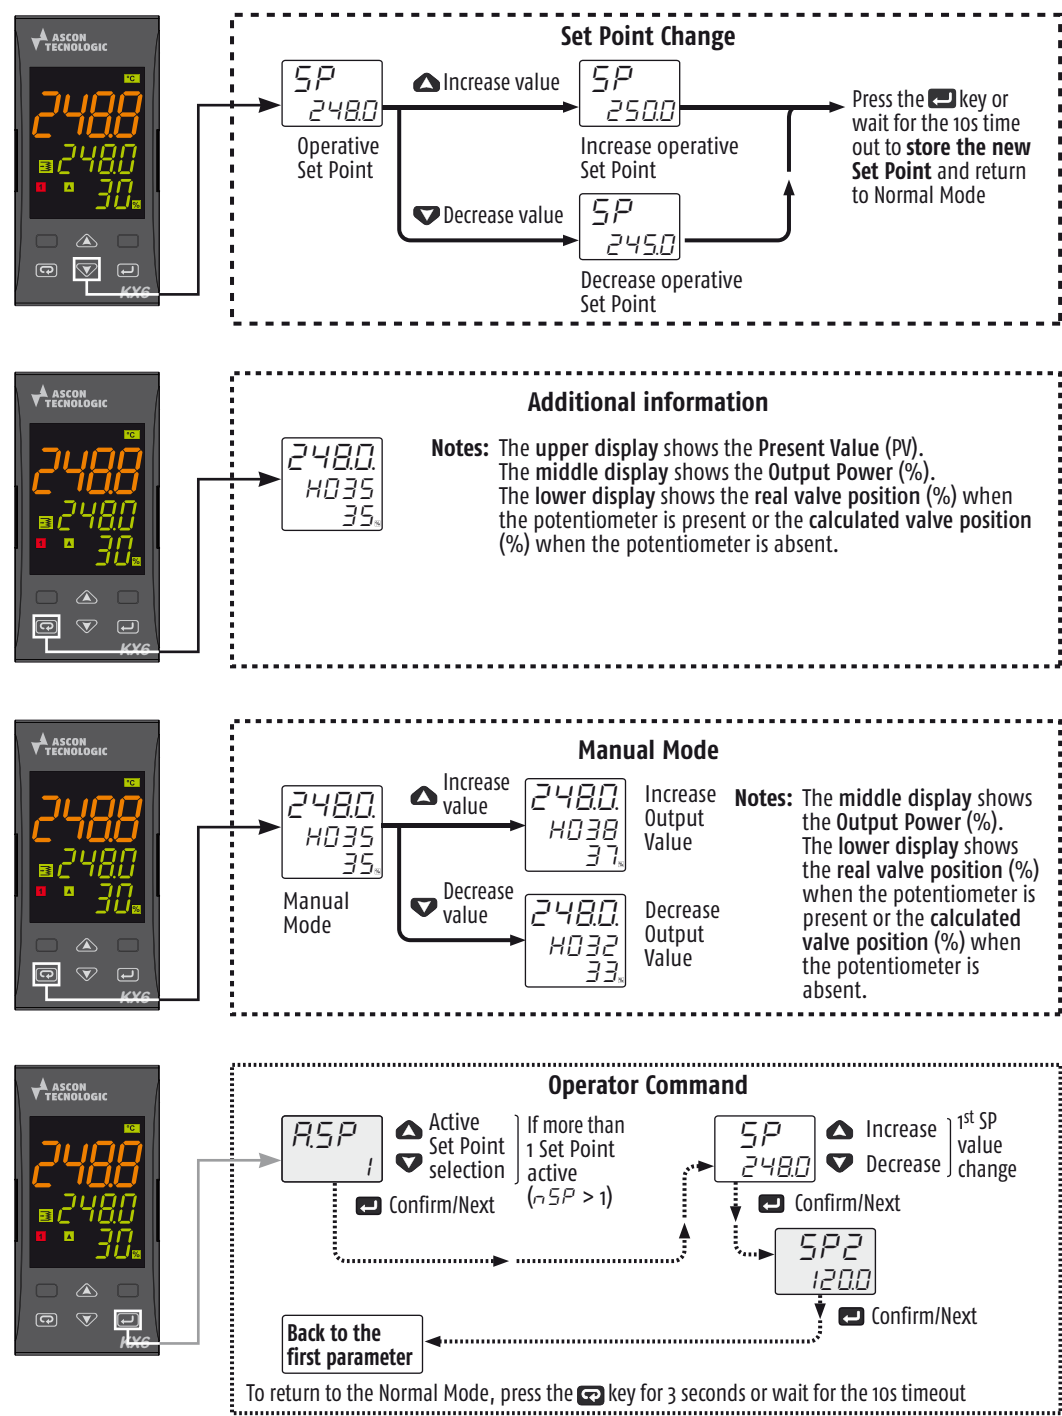 ASCON
TECNOLOGIC
°C
248.8
248.0
1
30%
KX6
Set Point Change
SP
248.0
Operative
Set Point
Increase value
SP
250.0
Increase operative
Set Point
Decrease value
SP
245.0
Decrease operative
Set Point
Press the key or
wait for the 10s time
out to store the new
Set Point and return
to Normal Mode
ASCON
TECNOLOGIC
°C
248.8
248.0
1
30%
KX6
Additional information
248.0.
H035
35%
Notes: The upper display shows the Present Value (PV).
The middle display shows the Output Power (%).
The lower display shows the real valve position (%) when
the potentiometer is present or the calculated valve position
(%) when the potentiometer is absent.
ASCON
TECNOLOGIC
°C
248.8
248.0
1
30%
KX6
Manual Mode
248.0.
H035
35%
Manual
Mode
Increase
value
248.0.
H038
37%
Increase
Output
Value
Decrease
value
248.0.
H032
33%
Decrease
Output
Value
Notes: The middle display shows
the Output Power (%).
The lower display shows
the real valve position (%)
when the potentiometer is
present or the calculated
valve position (%) when
the potentiometer is
absent.
ASCON
TECNOLOGIC
°C
248.8
248.0
1
30%
KX6
Operator Command
A.SP
1
Active
Set Point
selection
If more than
1 Set Point
active
(nSP > 1)
Confirm/Next
SP
248.0
Increase
Decrease
1st SP
value
change
Confirm/Next
SP2
120.0
Confirm/Next
Back to the
first parameter
To return to the Normal Mode, press the key for 3 seconds or wait for the 10s timeout